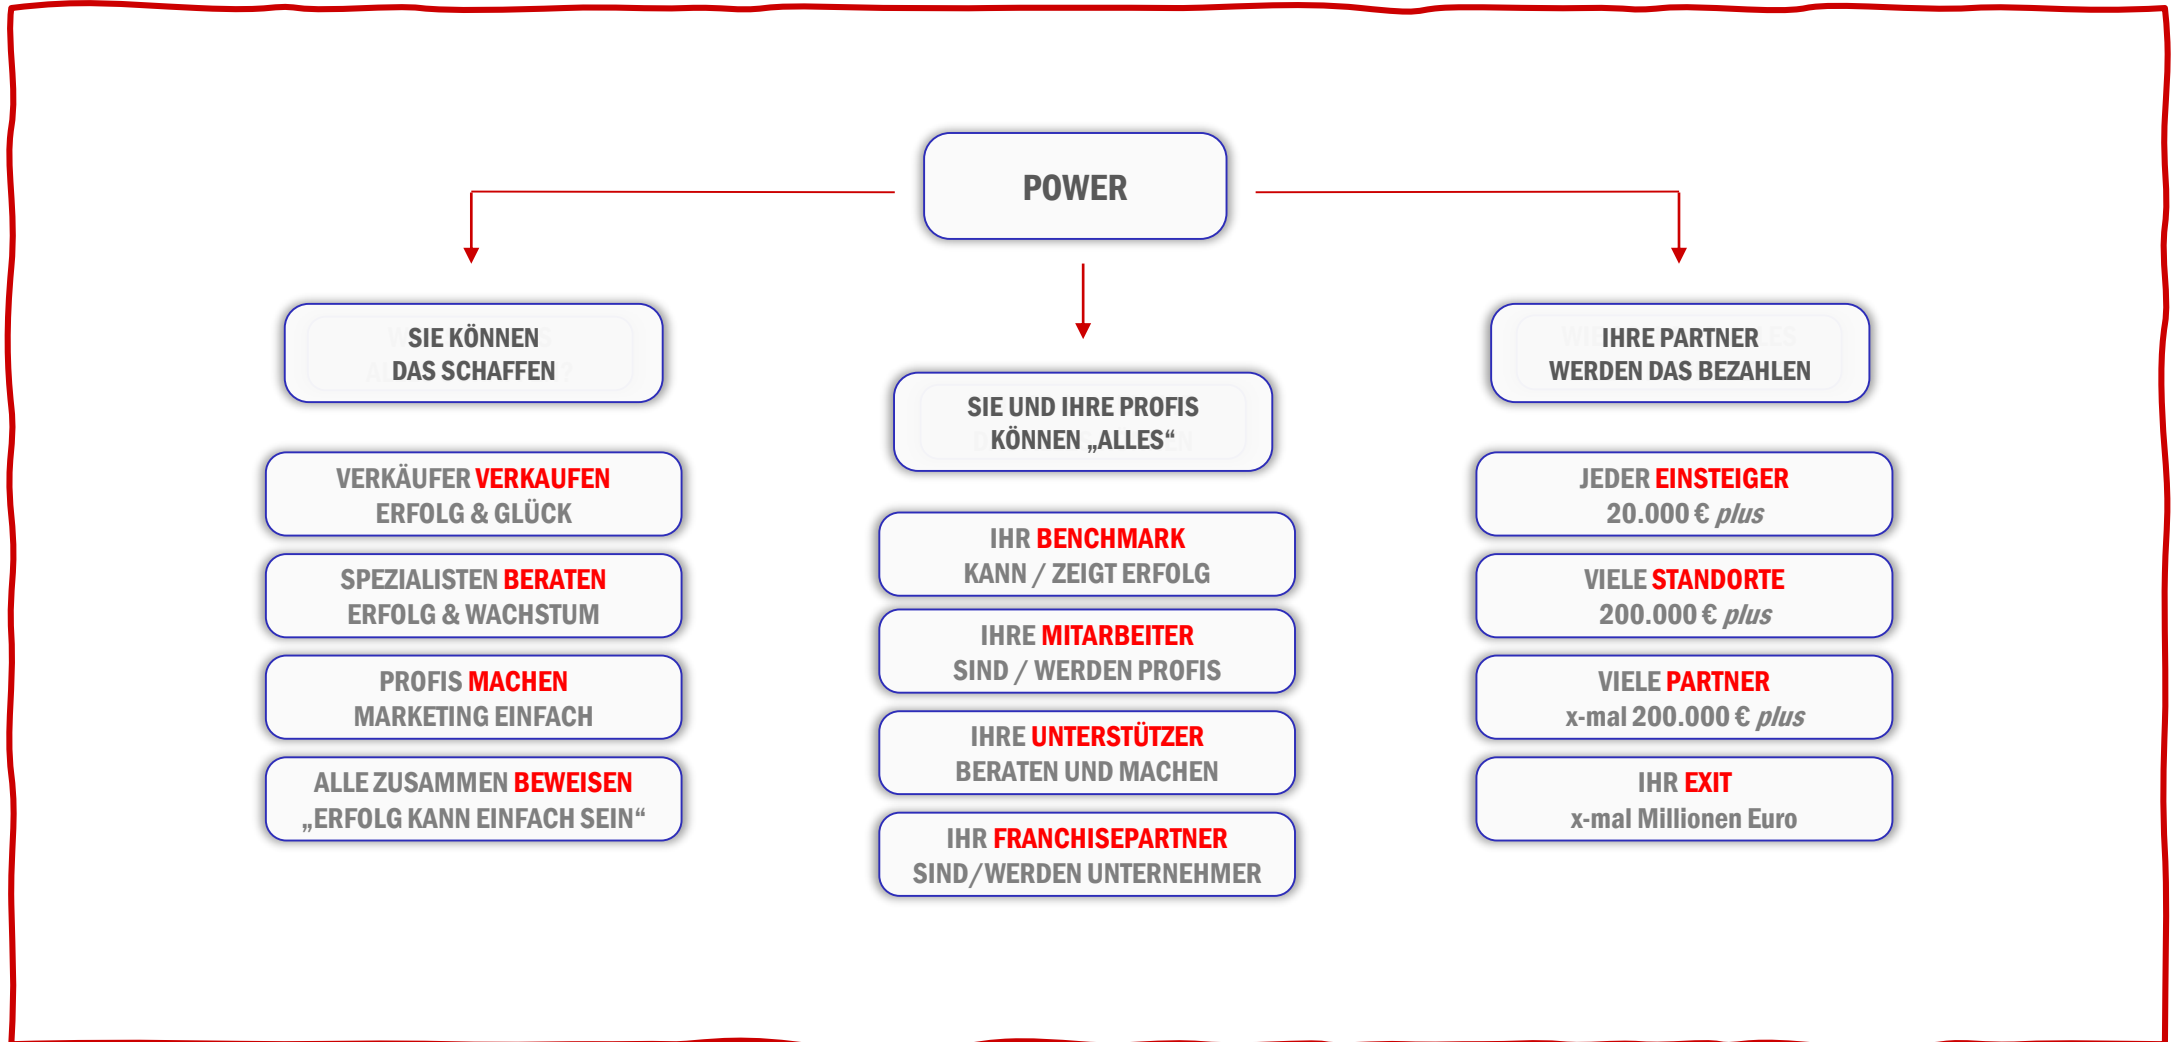 POWER
SIE KÖNNEN
DAS SCHAFFEN
VERKÄUFER VERKAUFEN
ERFOLG & GLÜCK
SPEZIALISTEN BERATEN
ERFOLG & WACHSTUM
PROFIS MACHEN
MARKETING EINFACH
ALLE ZUSAMMEN BEWEISEN
„ERFOLG KANN EINFACH SEIN“
SIE UND IHRE PROFIS
KÖNNEN „ALLES“
IHR BENCHMARK
KANN / ZEIGT ERFOLG
IHRE MITARBEITER
SIND / WERDEN PROFIS
IHRE UNTERSTÜTZER
BERATEN UND MACHEN
IHR FRANCHISEPARTNER
SIND/WERDEN UNTERNEHMER
IHRE PARTNER
WERDEN DAS BEZAHLEN
JEDER EINSTEIGER
20.000 € plus
VIELE STANDORTE
200.000 € plus
VIELE PARTNER
x-mal 200.000 € plus
IHR EXIT
x-mal Millionen Euro